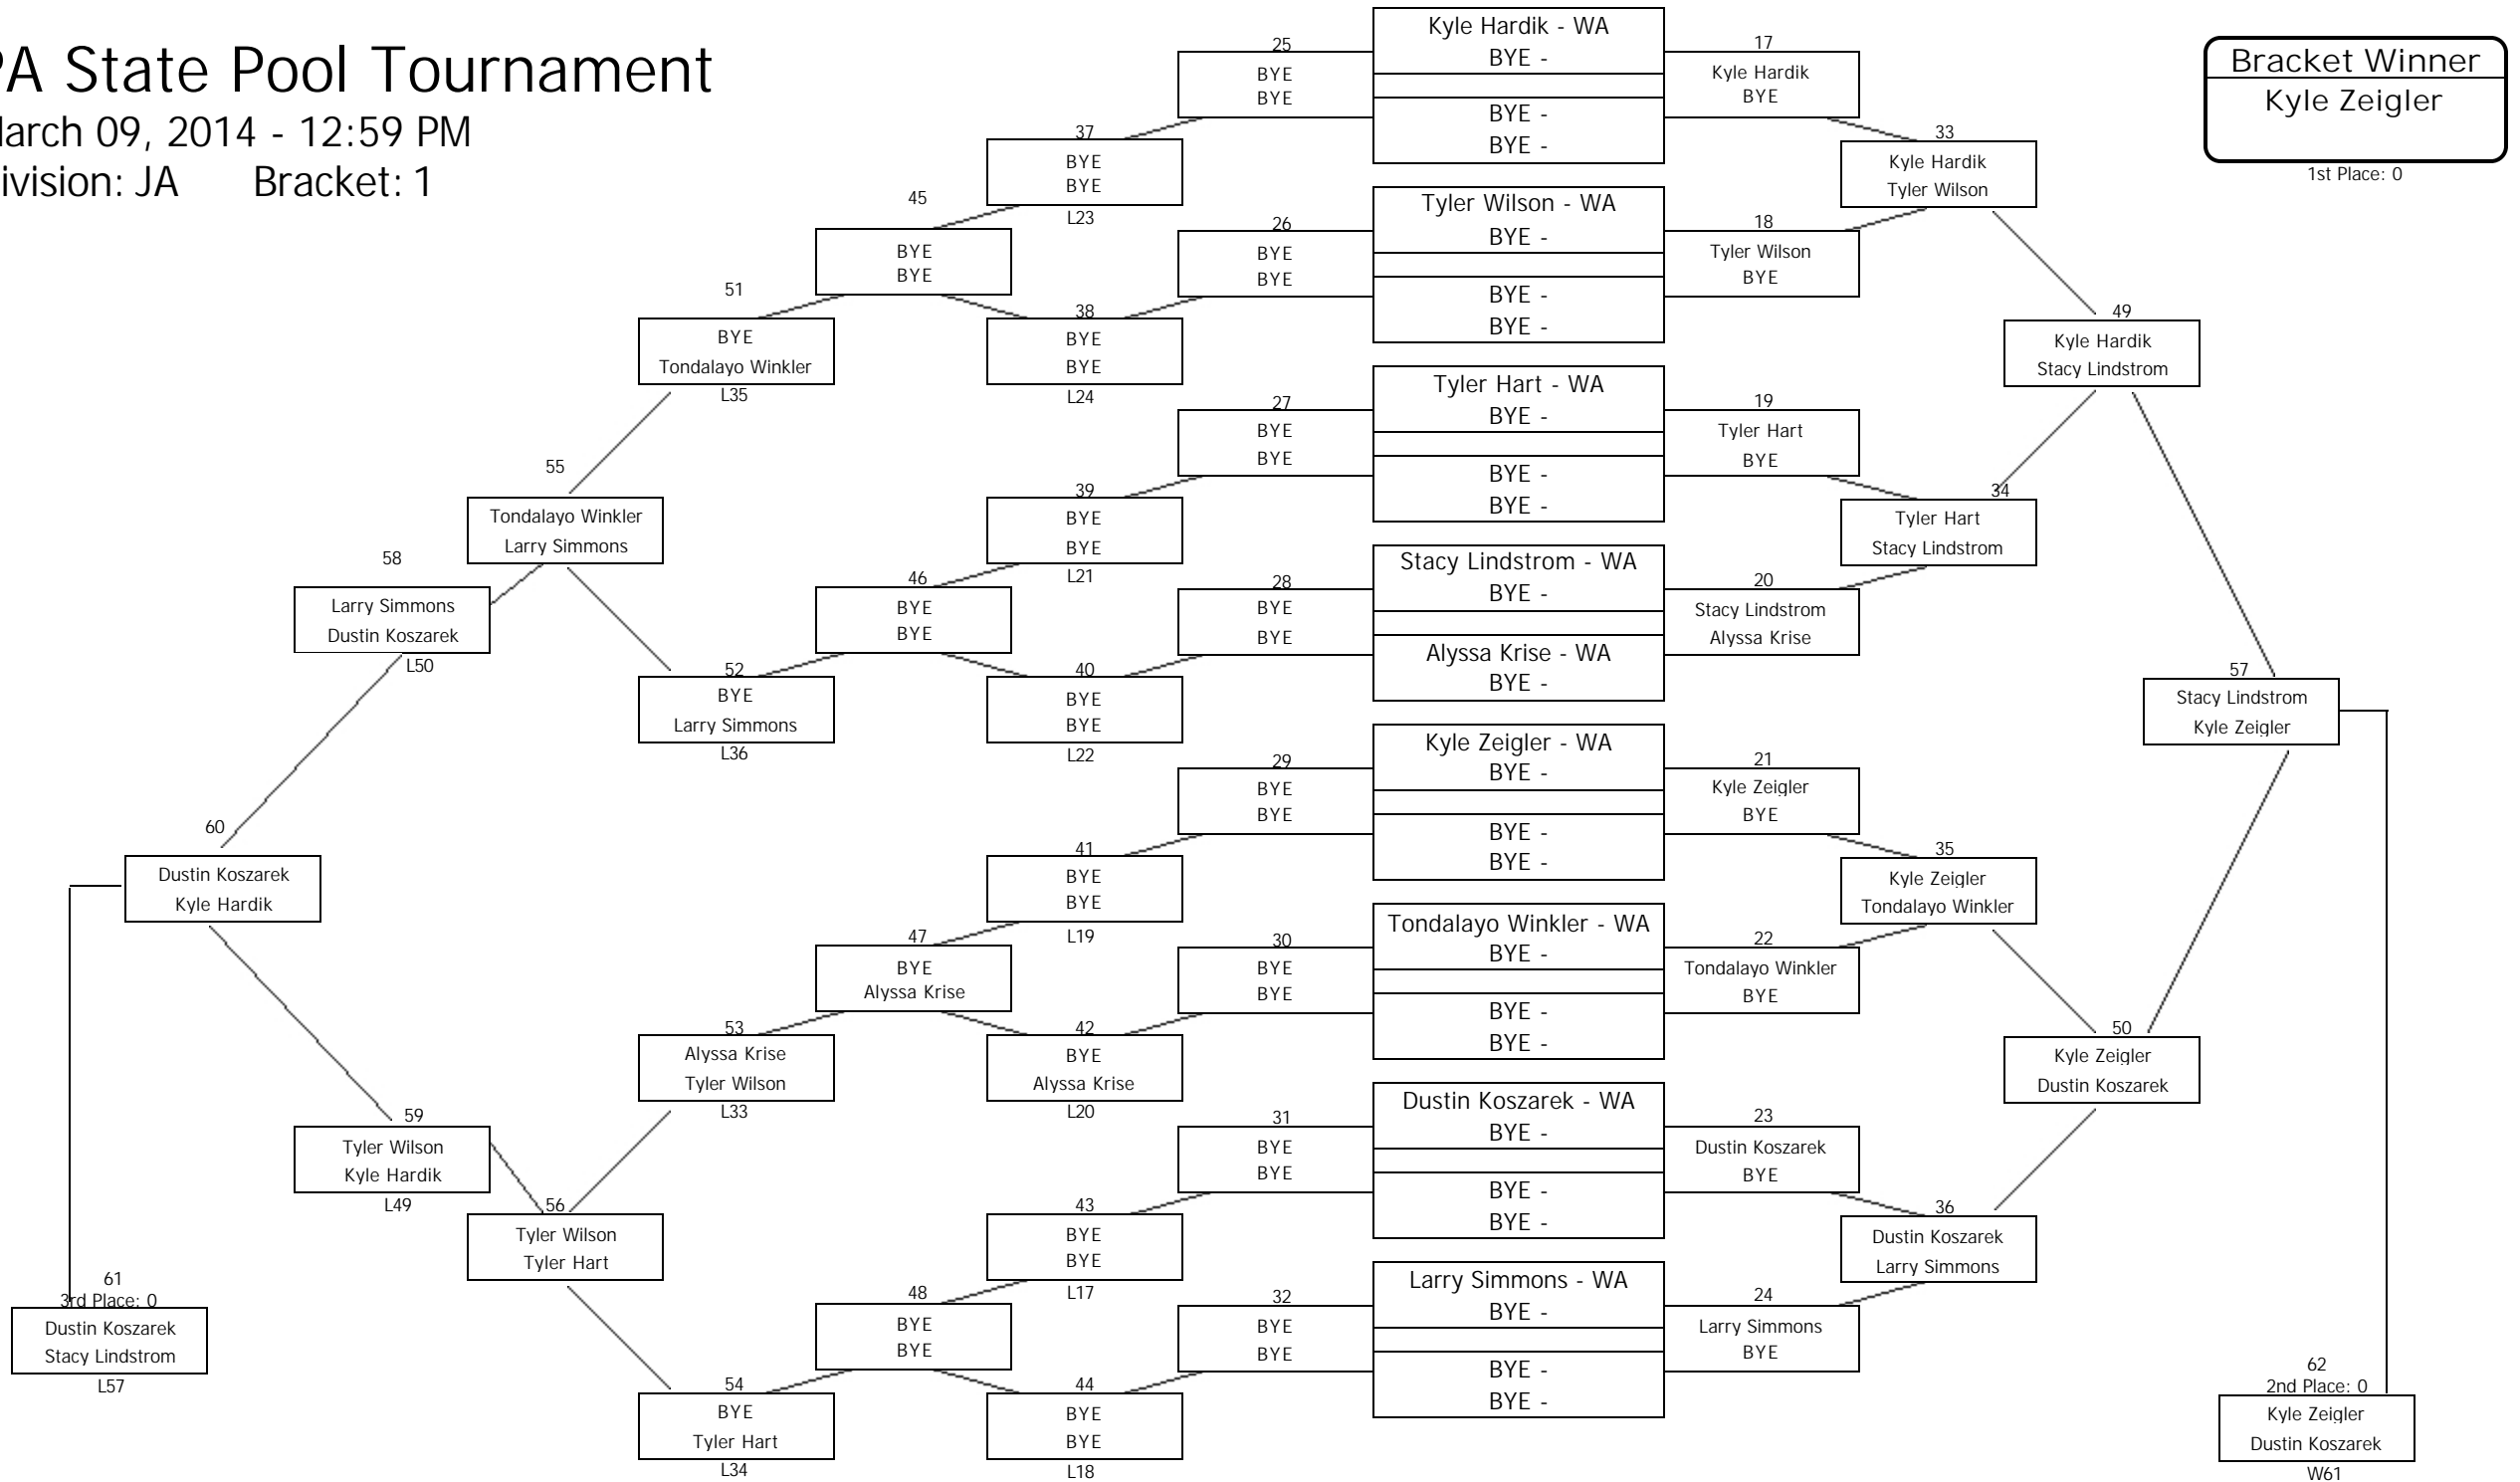 PA State Pool Tournament
March 09, 2014 - 12:59 PM
ivision: JA Bracket: 1
Bracket Winner
Kyle Zeigler
1st Place: 0
61
3rd Place: 0
Dustin Koszarek
Stacy Lindstrom
L57
60
Dustin Koszarek
Kyle Hardik
58
Larry Simmons
Dustin Koszarek
L50
59
Tyler Wilson
Kyle Hardik
L49
55
Tondalayo Winkler
Larry Simmons
56
Tyler Wilson
Tyler Hart
51
BYE
Tondalayo Winkler
L35
52
BYE
Larry Simmons
L36
53
Alyssa Krise
Tyler Wilson
L33
54
BYE
Tyler Hart
L34
45
BYE
BYE
46
BYE
BYE
47
BYE
Alyssa Krise
48
BYE
BYE
37
BYE
BYE
L23
38
BYE
BYE
L24
39
BYE
BYE
L21
40
BYE
BYE
L22
41
BYE
BYE
L19
42
BYE
Alyssa Krise
L20
43
BYE
BYE
L17
44
BYE
BYE
L18
25
BYE
BYE
26
BYE
BYE
27
BYE
BYE
28
BYE
BYE
29
BYE
BYE
30
BYE
BYE
31
BYE
BYE
32
BYE
BYE
Kyle Hardik - WA
BYE -
BYE -
BYE -
Tyler Wilson - WA
BYE -
BYE -
BYE -
Tyler Hart - WA
BYE -
BYE -
BYE -
Stacy Lindstrom - WA
BYE -
Alyssa Krise - WA
BYE -
Kyle Zeigler - WA
BYE -
BYE -
BYE -
Tondalayo Winkler - WA
BYE -
BYE -
BYE -
Dustin Koszarek - WA
BYE -
BYE -
BYE -
Larry Simmons - WA
BYE -
BYE -
BYE -
17
Kyle Hardik
BYE
18
Tyler Wilson
BYE
19
Tyler Hart
BYE
20
Stacy Lindstrom
Alyssa Krise
21
Kyle Zeigler
BYE
22
Tondalayo Winkler
BYE
23
Dustin Koszarek
BYE
24
Larry Simmons
BYE
33
Kyle Hardik
Tyler Wilson
34
Tyler Hart
Stacy Lindstrom
35
Kyle Zeigler
Tondalayo Winkler
36
Dustin Koszarek
Larry Simmons
49
Kyle Hardik
Stacy Lindstrom
50
Kyle Zeigler
Dustin Koszarek
57
Stacy Lindstrom
Kyle Zeigler
62
2nd Place: 0
Kyle Zeigler
Dustin Koszarek
W61